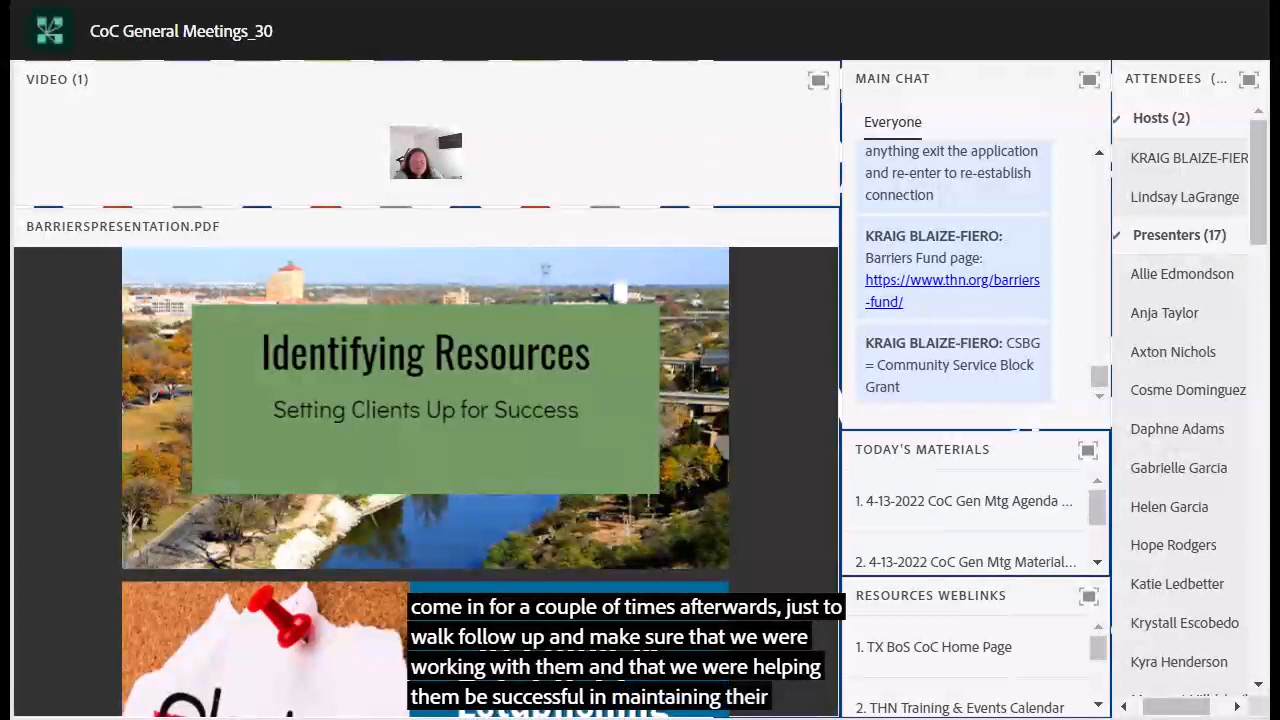 CoC General Meetings_30
VIDEO (1)
BARRIERSPRESENTATION.PDF
Identifying Resources
Setting Clients Up for Success
come in for a couple of times afterwards, just to
walk follow up and make sure that we were
working with them and that we were helping
them be successful in maintaining their
MAIN CHAT
Everyone
anything exit the application
and re-enter to re-establish
connection
KRAIG BLAIZE-FIERO:
Barriers Fund page:
https://www.thn.org/barriers
-fund/
KRAIG BLAIZE-FIERO: CSBG
= Community Service Block
Grant
TODAY'S MATERIALS
1. 4-13-2022 CoC Gen Mtg Agenda ...
2. 4-13-2022 CoC Gen Mtg Material...
RESOURCES WEBLINKS
1. TX BoS CoC Home Page
2. THN Training & Events Calendar
ATTENDEES (...
Hosts (2)
KRAIG BLAIZE-FIER
Lindsay LaGrange
Presenters (17)
Allie Edmondson
Anja Taylor
Axton Nichols
Cosme Dominguez
Daphne Adams
Gabrielle Garcia
Helen Garcia
Hope Rodgers
Katie Ledbetter
Krystall Escobedo
Kyra Henderson